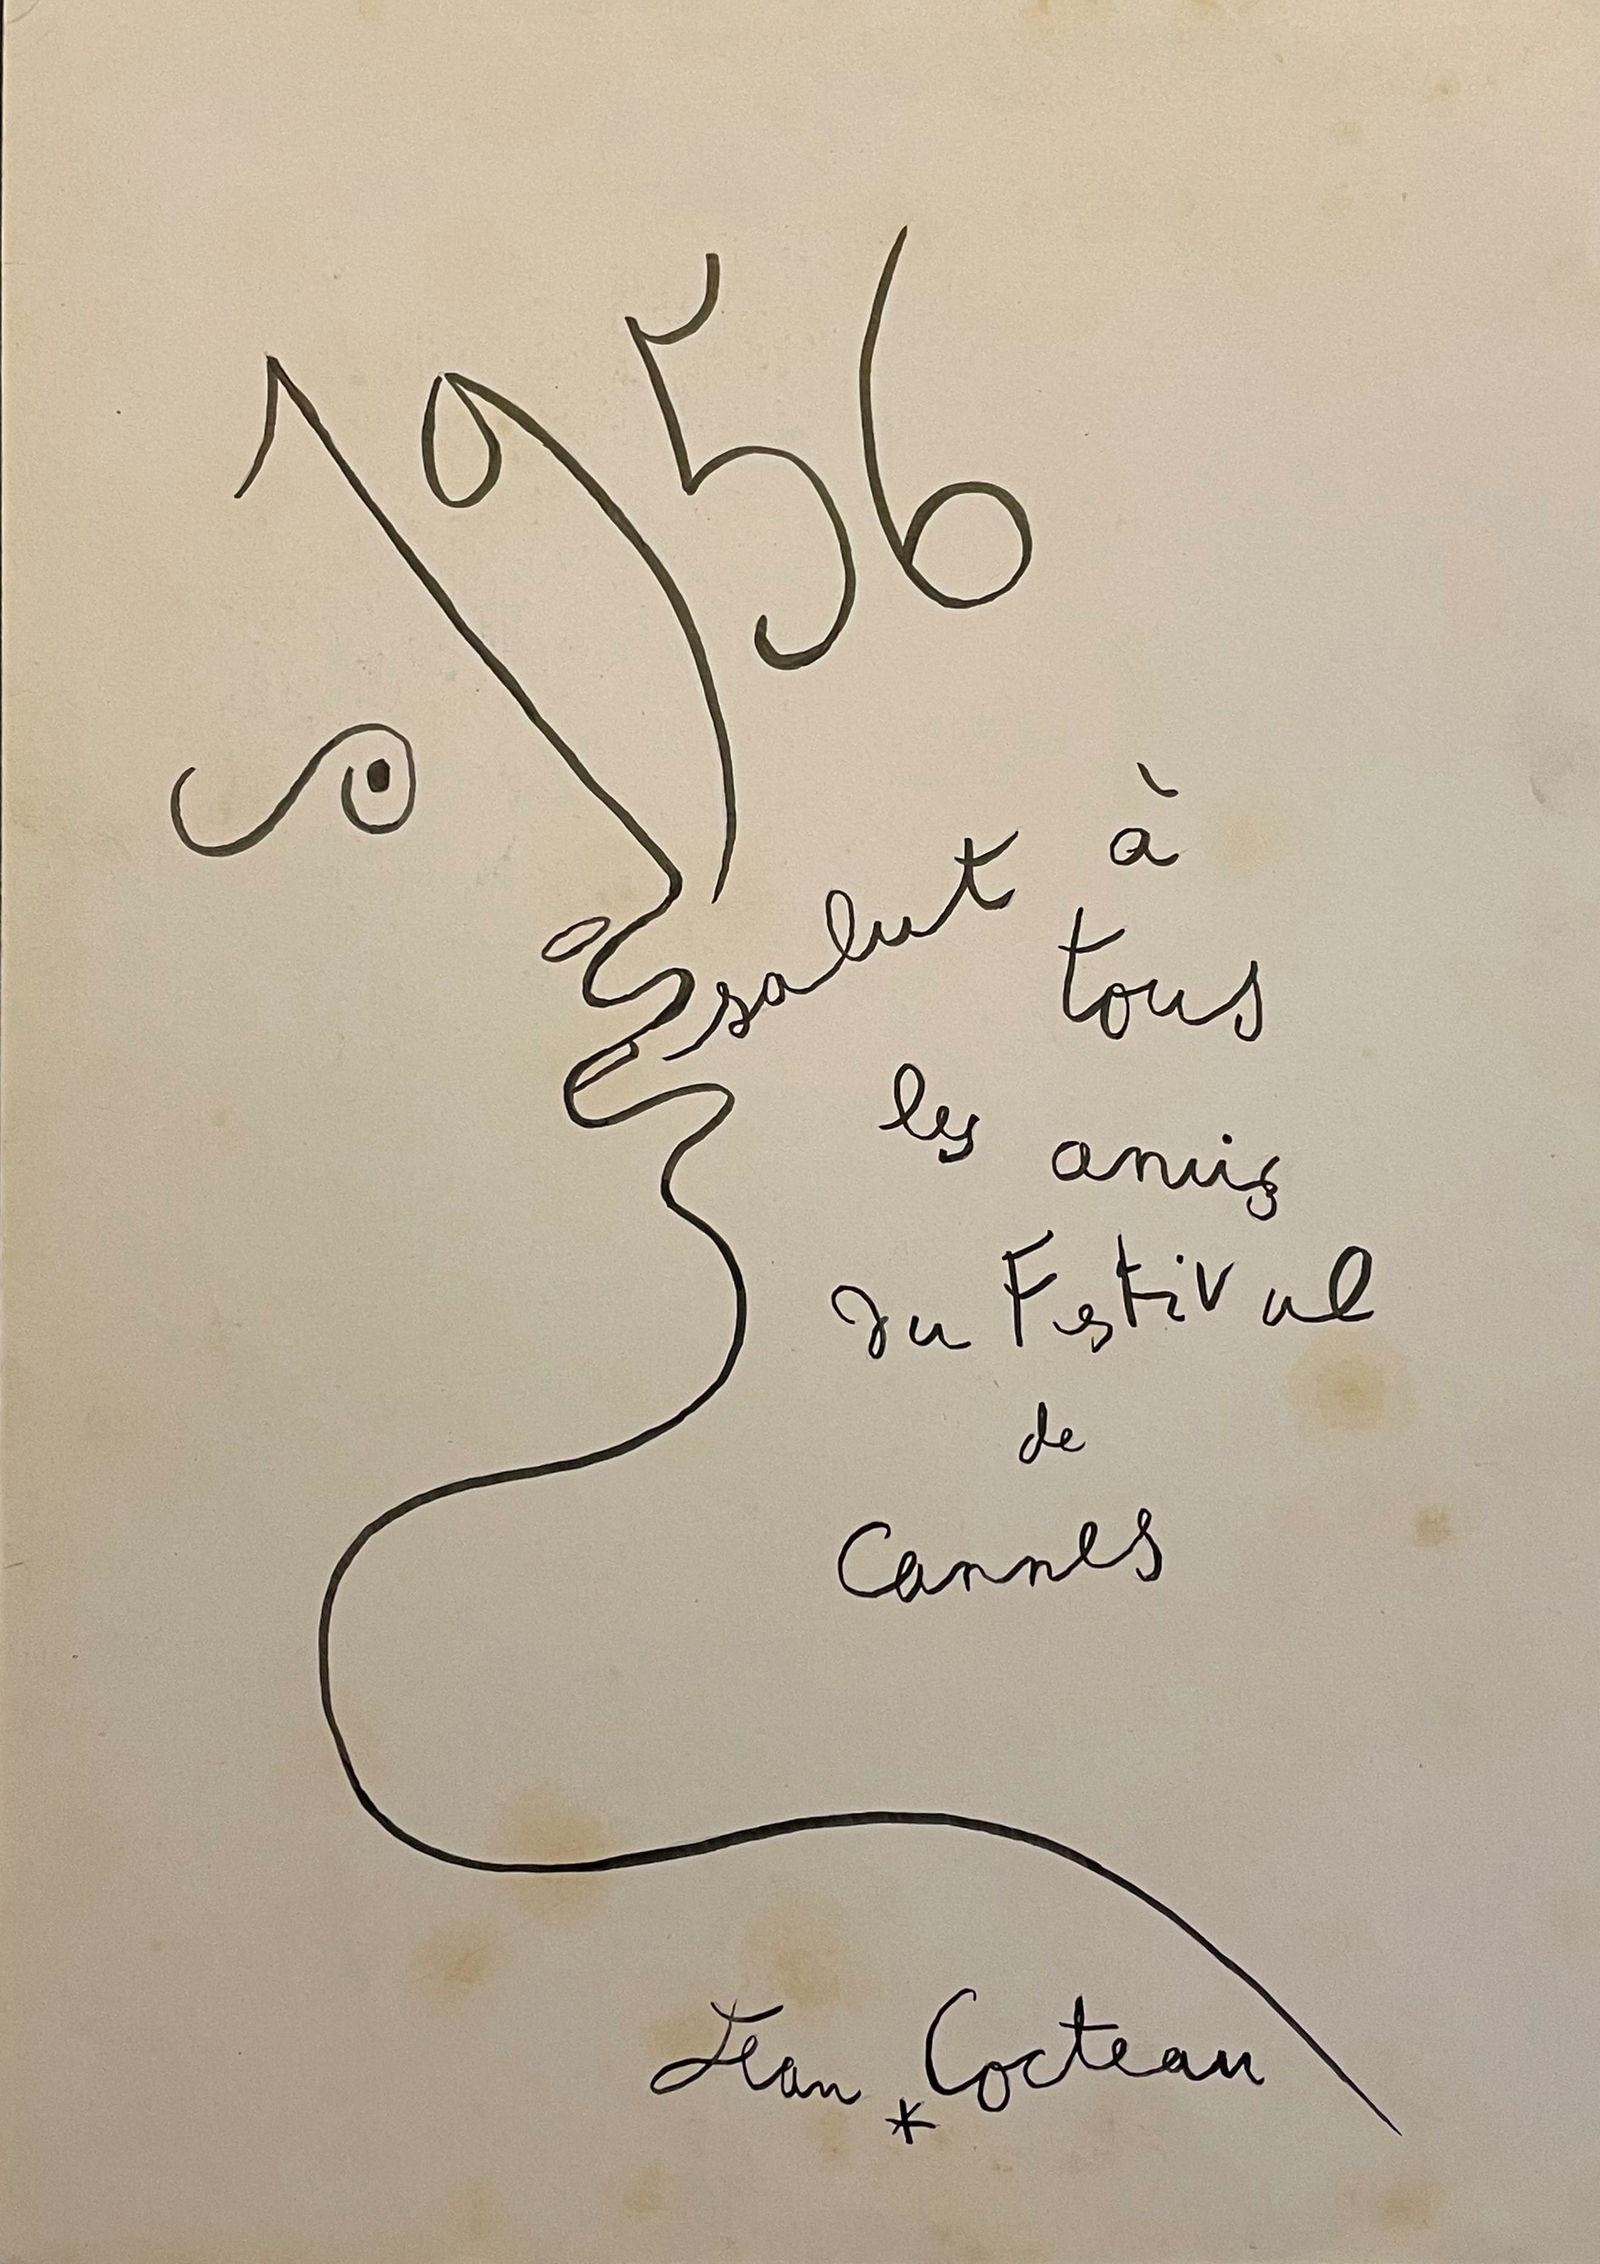 1956
salut à
tous
les amis
du Festival
de
Cannes
Jean Cocteau
*